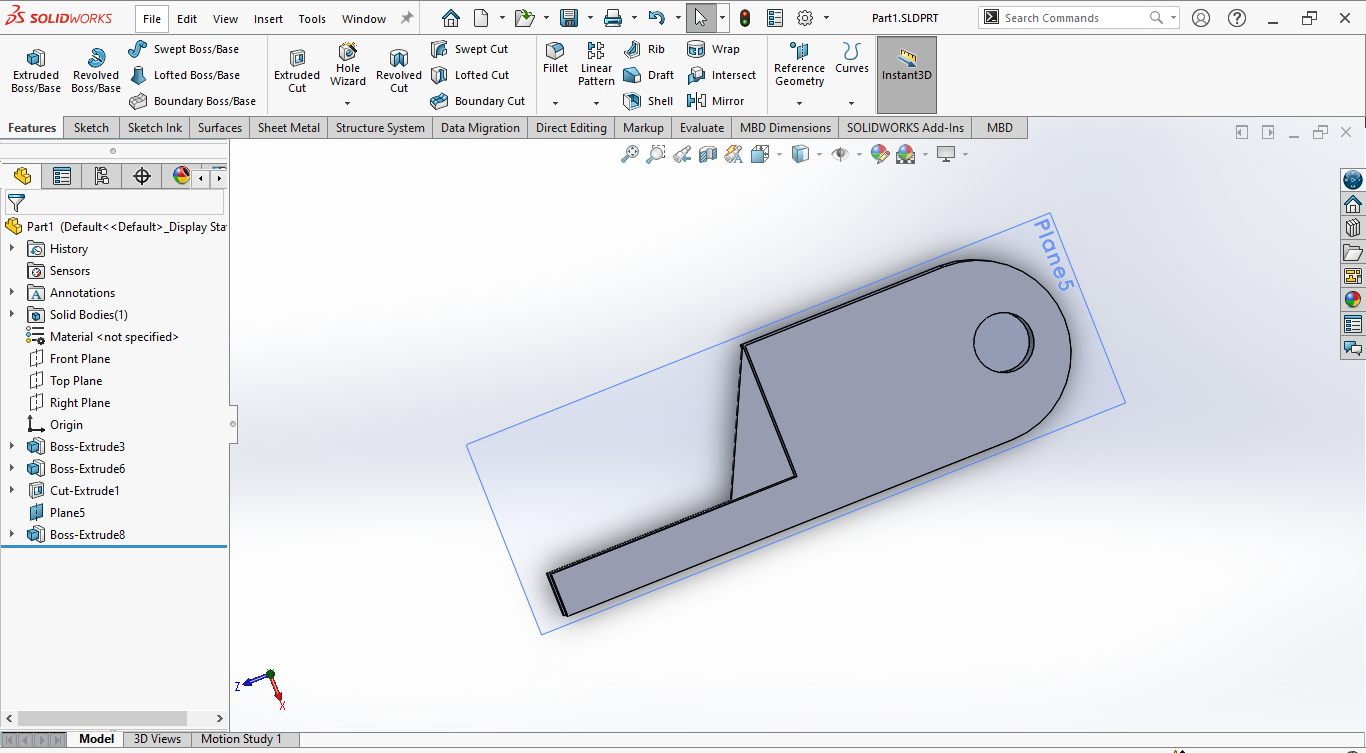 SOLIDWORKS File Edit View Insert Tools Window Part1.SLDPRT Search Commands
Extruded Boss/Base
Revolved Boss/Base
Swept Boss/Base
Lofted Boss/Base
Boundary Boss/Base
Extruded Cut
Hole Wizard
Revolved Cut
Swept Cut
Lofted Cut
Boundary Cut
Fillet
Linear Pattern
Rib
Draft
Shell
Wrap
Intersect
Mirror
Reference Geometry
Curves
Instant3D
Features Sketch Sketch Ink Surfaces Sheet Metal Structure System Data Migration Direct Editing Markup Evaluate MBD Dimensions SOLIDWORKS Add-Ins MBD
Part1 (Default<<Default>_Display Sta
History
Sensors
Annotations
Solid Bodies(1)
Material <not specified>
Front Plane
Top Plane
Right Plane
Origin
Boss-Extrude3
Boss-Extrude6
Cut-Extrude1
Plane5
Boss-Extrude8
Plane5
Z
X
Model 3D Views Motion Study 1